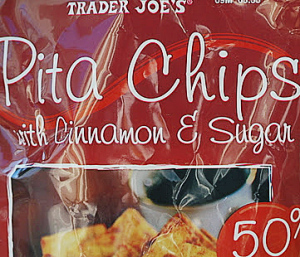 TRADER JOE'S®
Pita Chips
with Cinnamon & Sugar
50%